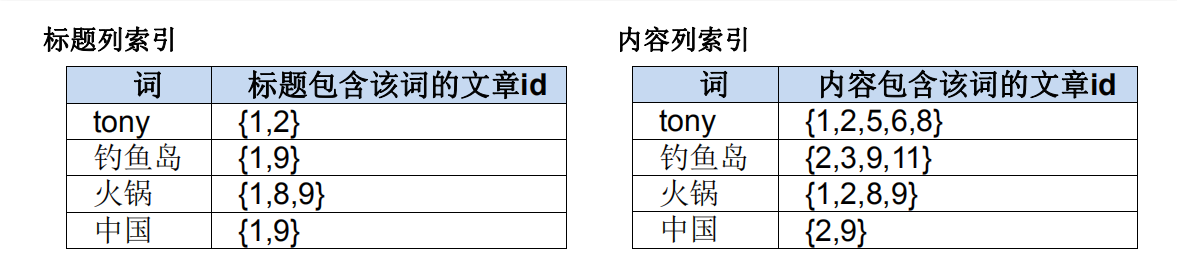 标题列索引
词 标题包含该词的文章id
tony {1,2}
钓鱼岛 {1,9}
火锅 {1,8,9}
中国 {1,9}
内容列索引
词 内容包含该词的文章id
tony {1,2,5,6,8}
钓鱼岛 {2,3,9,11}
火锅 {1,2,8,9}
中国 {2,9}